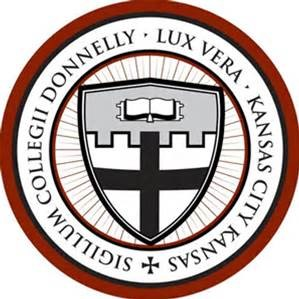 SIGILLUM COLLEGII DONNELLY · LUX VERA · KANSAS CITY KANSAS